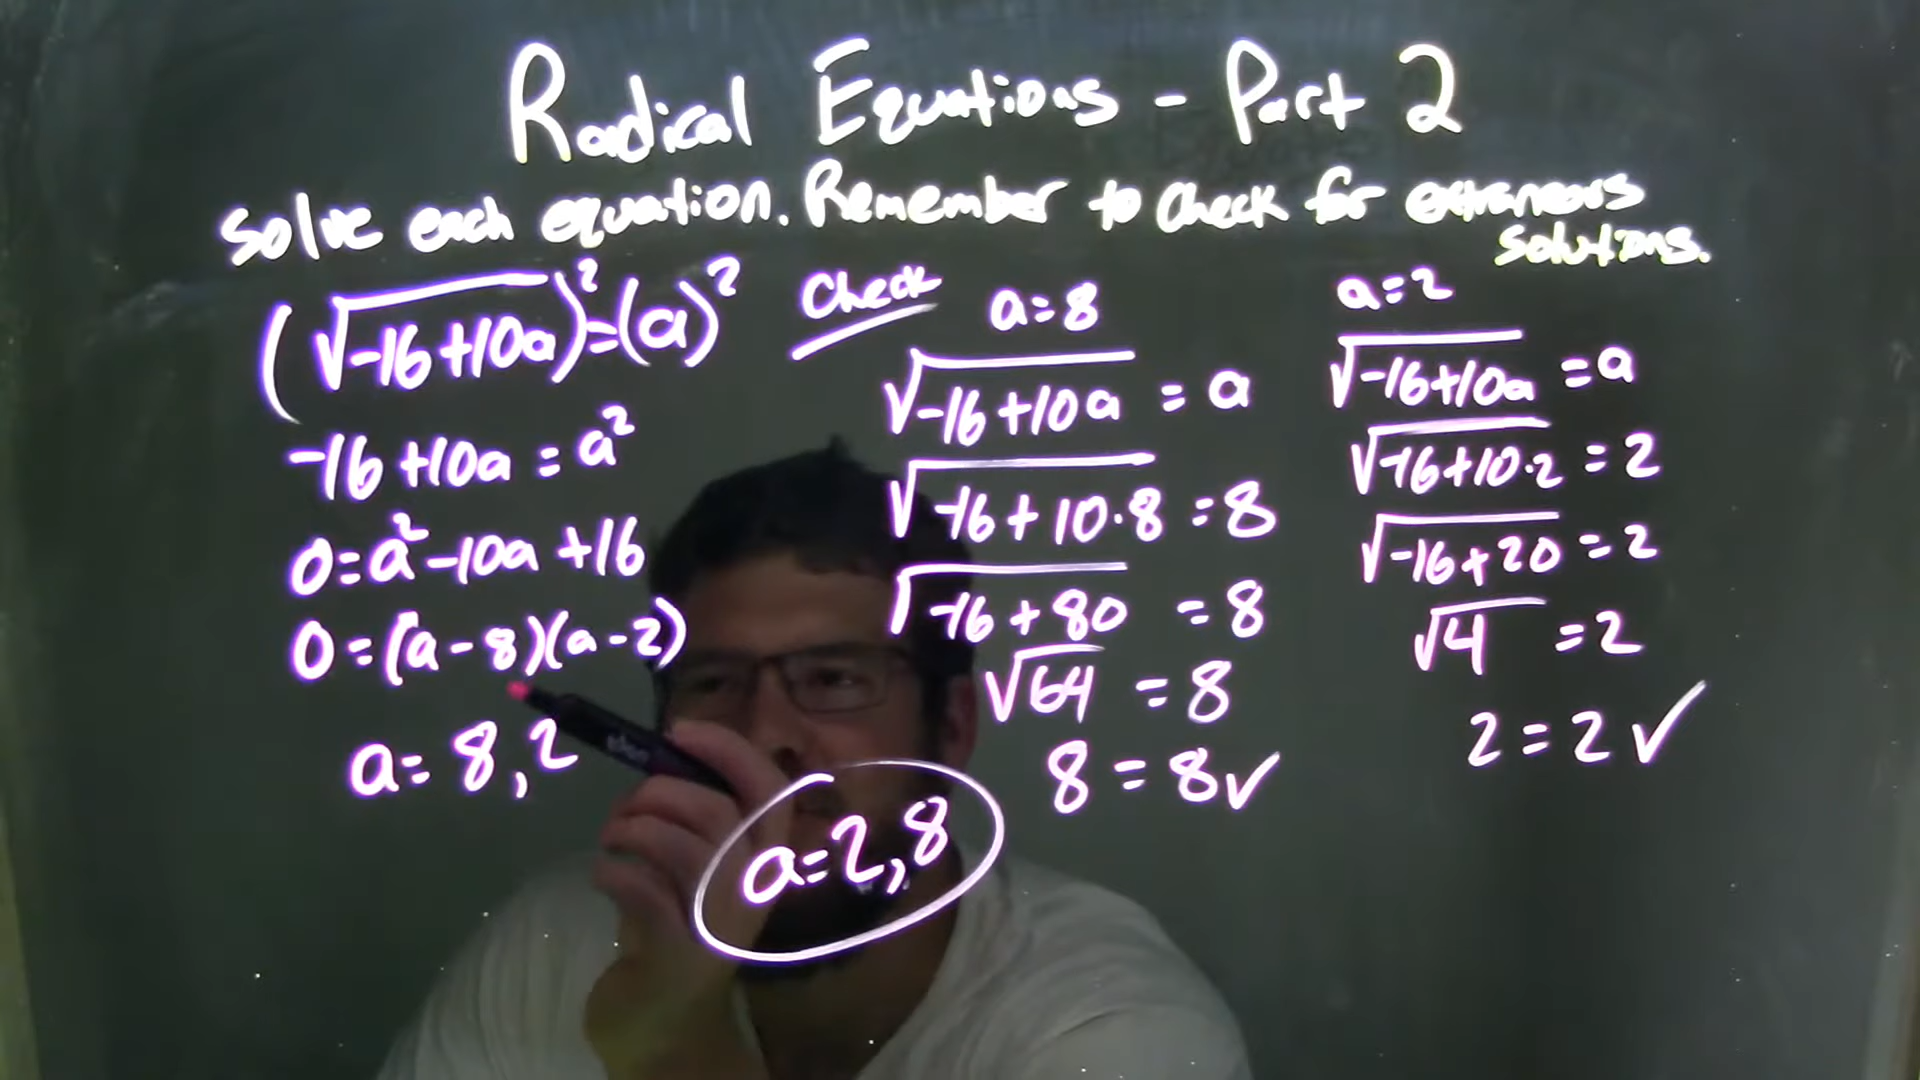 Radical Equations - Part 2
Solve each equation. Remember to check for extraneous
solutions.
(√-16+10a)²=(a)²
-16+10a=a²
0=a²-10a+16
0=(a-8)(a-2)
a=8,2
Check
a=8
√-16+10a = a
√-16+10·8 = 8
√-16+80 = 8
√64 = 8
8=8✓
a=2
√-16+10a = a
√-16+10·2 = 2
√-16+20 = 2
√4 = 2
2=2✓
a=2,8